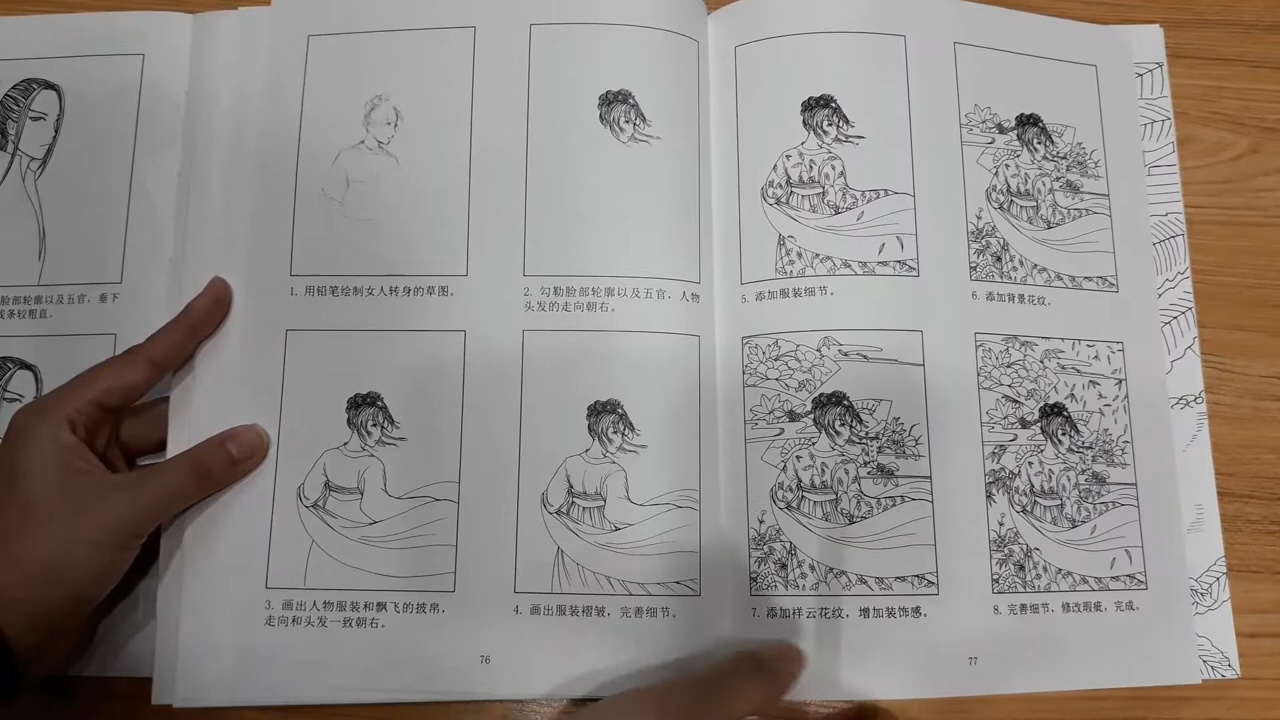 脸部轮廓以及五官，垂下
线条较粗直。
1. 用铅笔绘制女人转身的草图。
2. 勾勒脸部轮廓以及五官，人物
头发的走向朝右。
3. 画出人物服装和飘飞的披帛，
走向和头发一致朝右。
4. 画出服装褶皱，完善细节。
76
5. 添加服装细节。
6. 添加背景花纹。
7. 添加祥云花纹，增加装饰感。
8. 完善细节，修改瑕疵，完成。
77